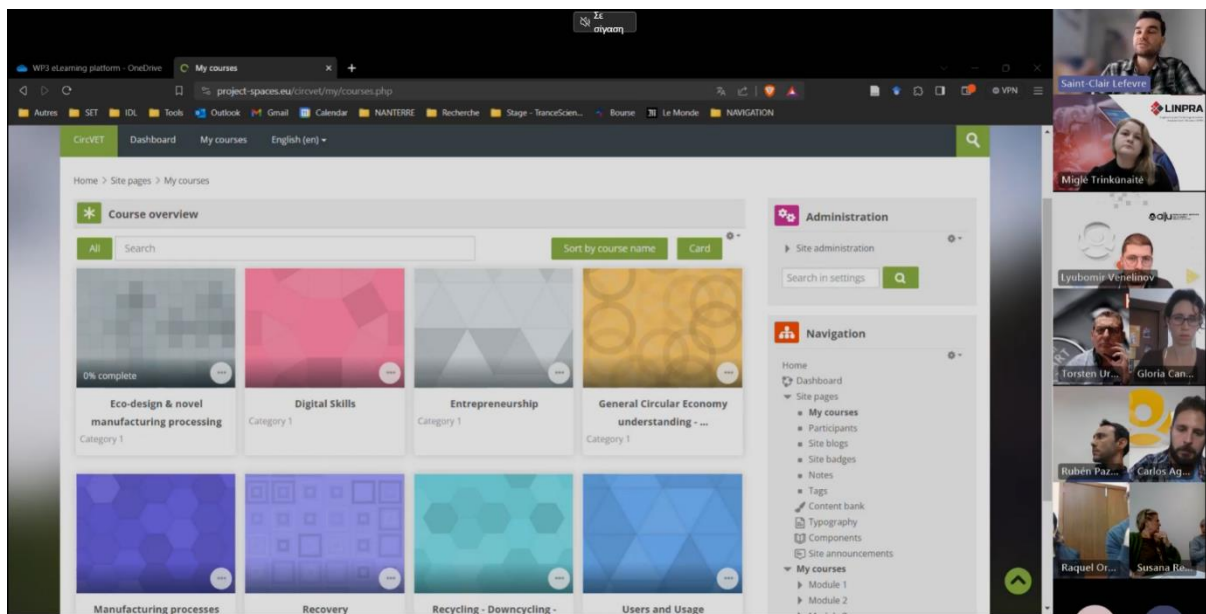 Σε
σίγαση
WP3 eLearning platform - OneDrive
My courses
project-spaces.eu/circvet/my/courses.php
VPN
Autres
SET
IDL
Tools
Outlook
Gmail
Calendar
NANTERRE
Recherche
Stage - TranceScien...
Bourse
Le Monde
NAVIGATION
CircVET
Dashboard
My courses
English (en)
Home > Site pages > My courses
Course overview
All
Search
Sort by course name
Card
0% complete
Eco-design & novel
manufacturing processing
Category 1
Digital Skills
Category 1
Entrepreneurship
Category 1
General Circular Economy
understanding - ...
Category 1
Manufacturing processes
Recovery
Recycling - Downcycling -
Users and Usage
Administration
Site administration
Search in settings
Navigation
Home
Dashboard
Site pages
My courses
Participants
Site blogs
Site badges
Notes
Tags
Content bank
Typography
Components
Site announcements
My courses
Module 1
Module 2
Saint-Clair Lefevre
LINPRA
Miglė Trinkūnaitė
Lyubomir Venelinov
Torsten Ur...
Gloria Can...
Rubén Paz...
Carlos Ag...
Raquel Or...
Susana Re...